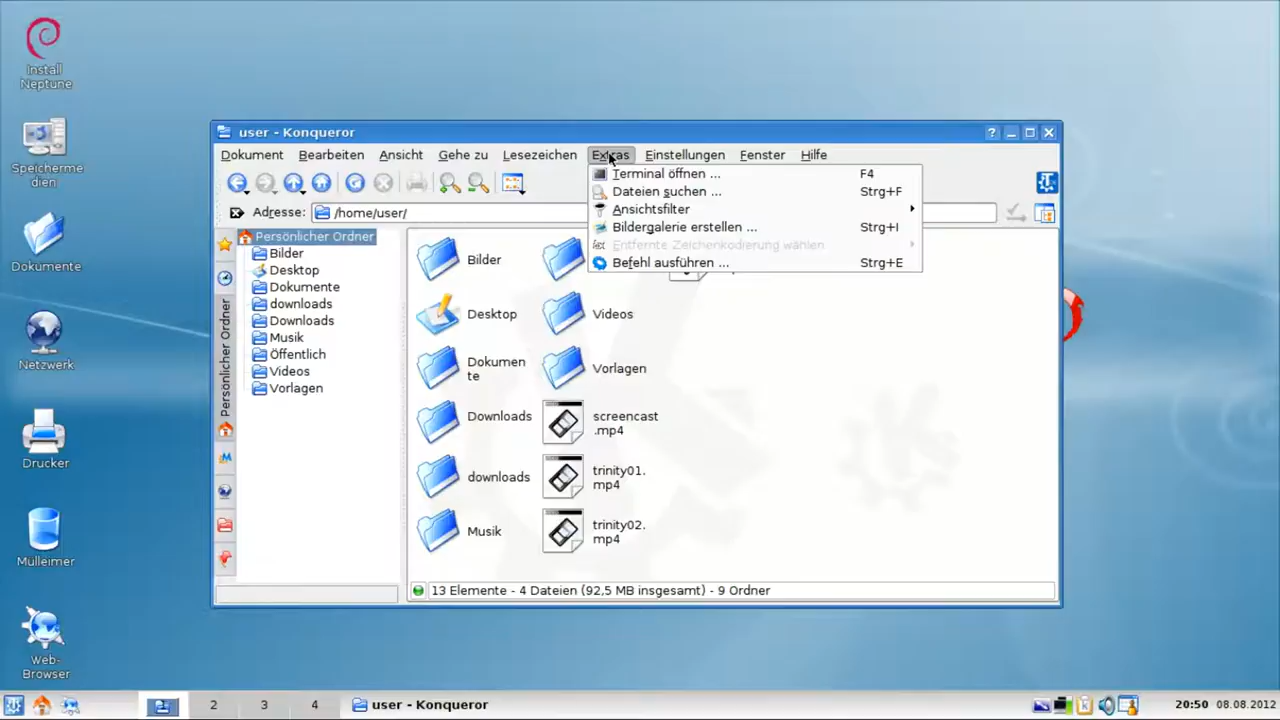 Install
Neptune
Speicherme
dien
Dokumente
Netzwerk
Drucker
Mülleimer
Web-
Browser
user - Konqueror
Dokument Bearbeiten Ansicht Gehe zu Lesezeichen Extras Einstellungen Fenster Hilfe
Adresse: /home/user/
Terminal öffnen ... F4
Dateien suchen ... Strg+F
Ansichtsfilter
Bildergalerie erstellen ... Strg+I
Entfernte Zeichenkodierung wählen
Befehl ausführen ... Strg+E
Persönlicher Ordner
Persönlicher Ordner
Bilder
Desktop
Dokumente
downloads
Downloads
Musik
Öffentlich
Videos
Vorlagen
Bilder
Desktop
Dokumen
te
Downloads
downloads
Musik
Videos
Vorlagen
screencast
.mp4
trinity01.
mp4
trinity02.
mp4
13 Elemente - 4 Dateien (92,5 MB insgesamt) - 9 Ordner
2 3 4 user - Konqueror 20:50 08.08.2012